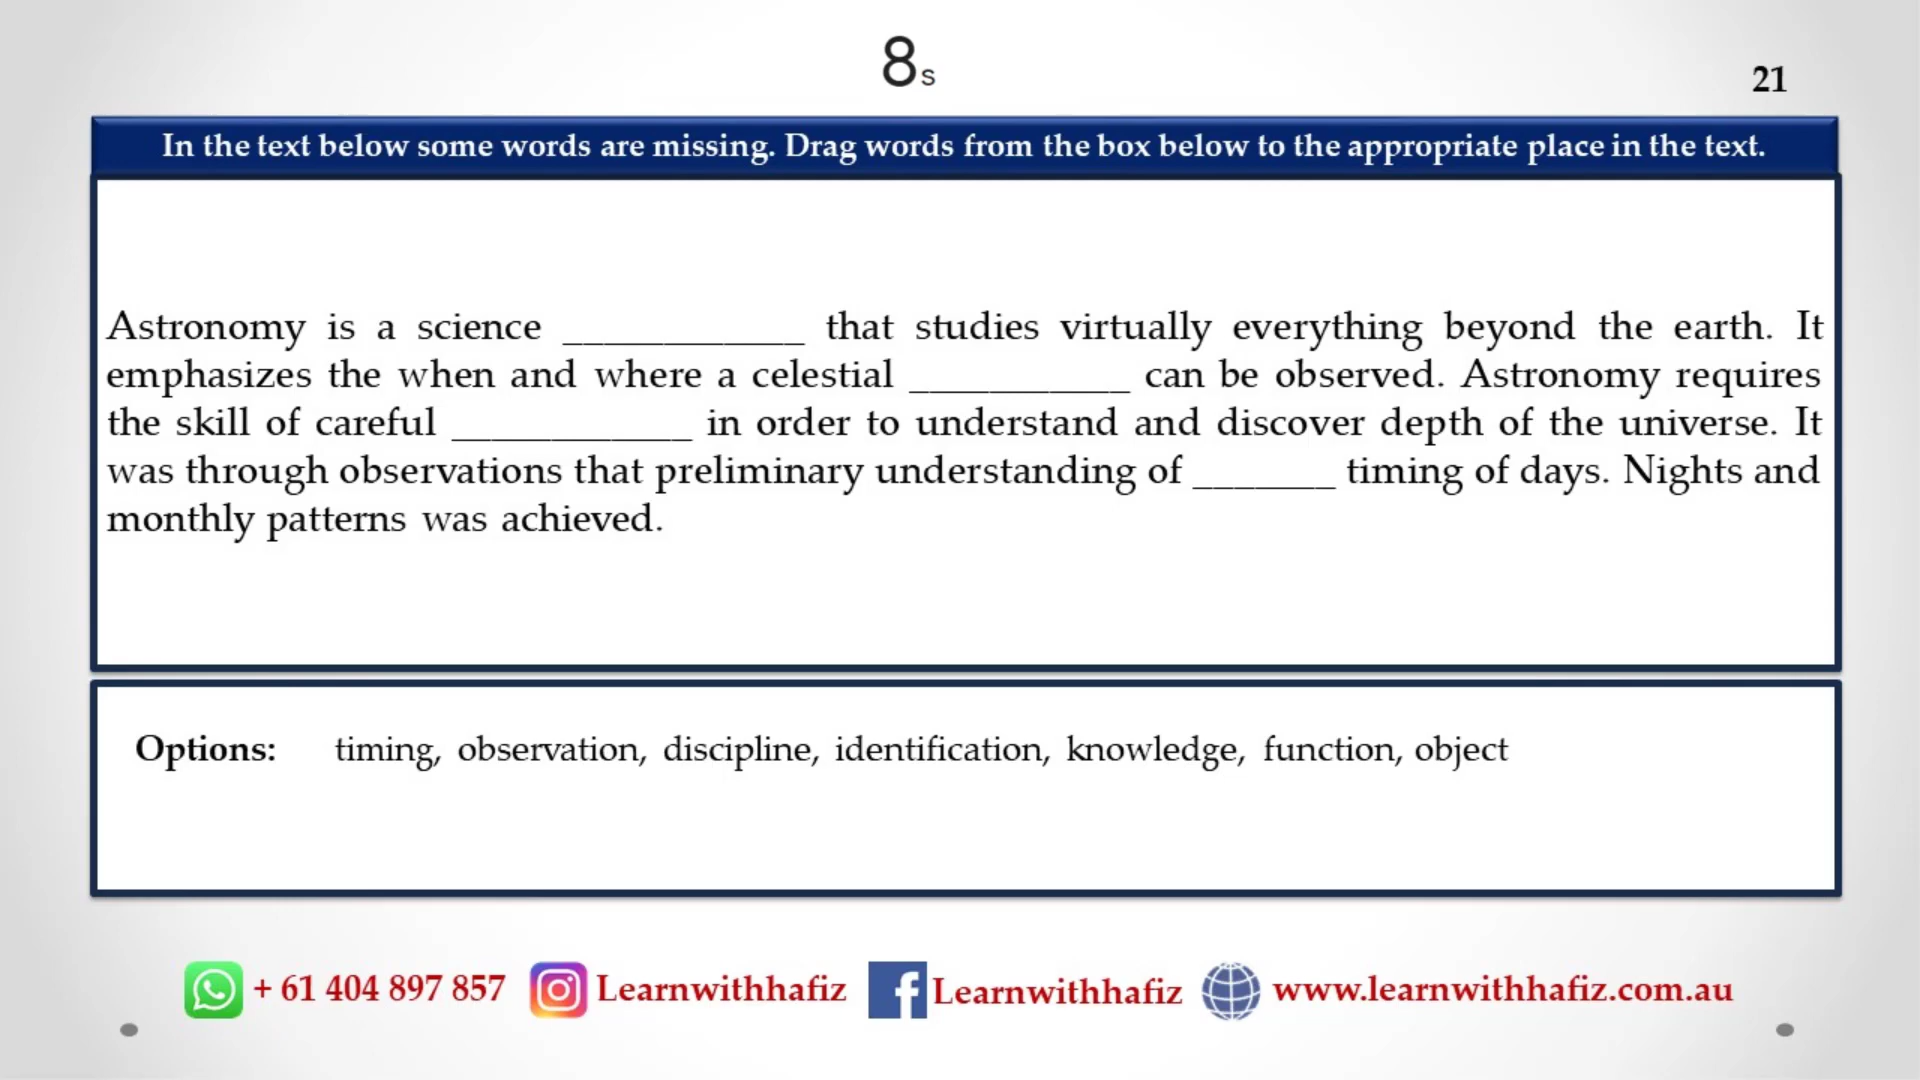 8s
21
In the text below some words are missing. Drag words from the box below to the appropriate place in the text.
Astronomy is a science ____________ that studies virtually everything beyond the earth. It
emphasizes the when and where a celestial ___________ can be observed. Astronomy requires
the skill of careful ____________ in order to understand and discover depth of the universe. It
was through observations that preliminary understanding of _______ timing of days. Nights and
monthly patterns was achieved.
Options: timing, observation, discipline, identification, knowledge, function, object
+ 61 404 897 857 Learnwithhafiz Learnwithhafiz www.learnwithhafiz.com.au